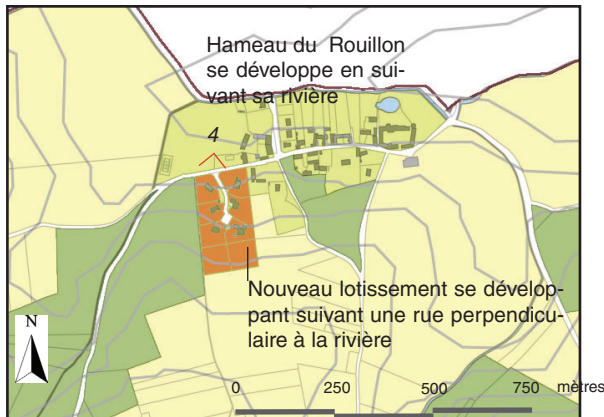 Hameau du Rouillon
se développe en sui-
vant sa rivière
4
Nouveau lotissement se dévelop-
pant suivant une rue perpendicu-
laire à la rivière
N
0 250 500 750 mètres